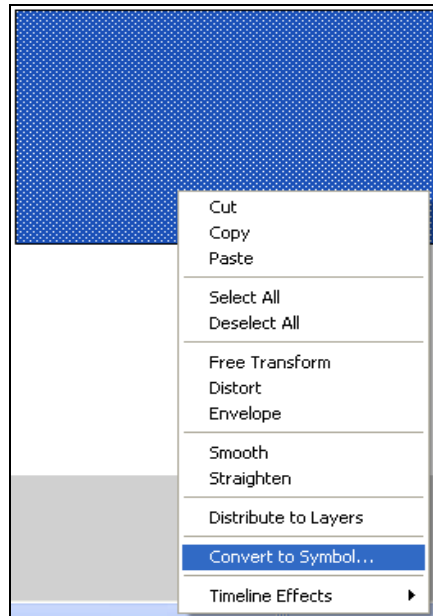 Cut
Copy
Paste
Select All
Deselect All
Free Transform
Distort
Envelope
Smooth
Straighten
Distribute to Layers
Convert to Symbol...
Timeline Effects